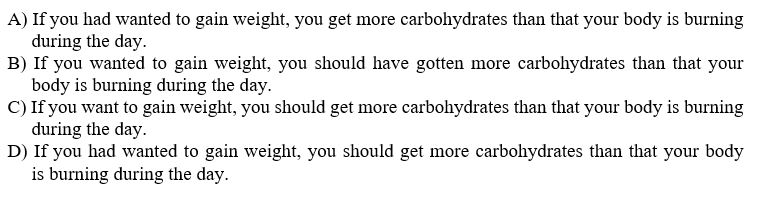 A) If you had wanted to gain weight, you get more carbohydrates than that your body is burning
during the day.
B) If you wanted to gain weight, you should have gotten more carbohydrates than that your
body is burning during the day.
C) If you want to gain weight, you should get more carbohydrates than that your body is burning
during the day.
D) If you had wanted to gain weight, you should get more carbohydrates than that your body
is burning during the day.